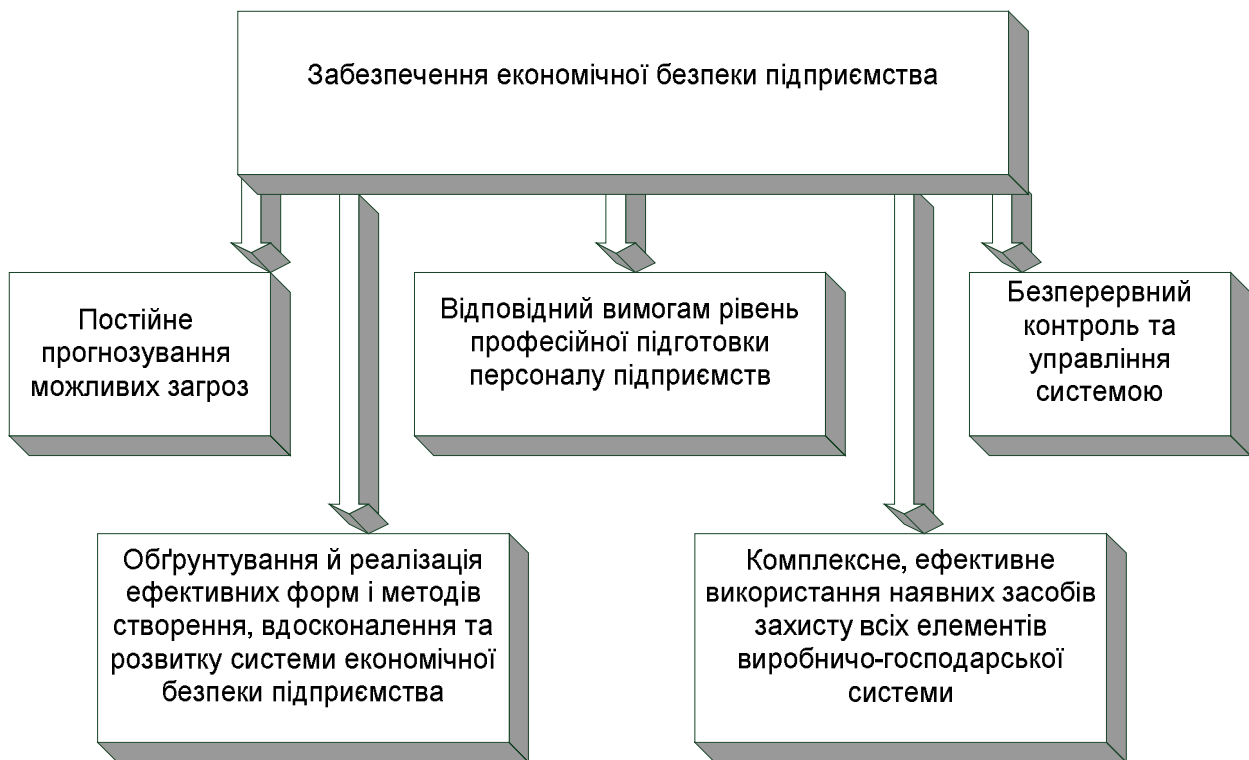 Забезпечення економічної безпеки підприємства
Постійне
прогнозування
можливих загроз
Відповідний вимогам рівень
професійної підготовки
персоналу підприємств
Безперервний
контроль та
управління
системою
Обґрунтування й реалізація
ефективних форм і методів
створення, вдосконалення та
розвитку системи економічної
безпеки підприємства
Комплексне, ефективне
використання наявних засобів
захисту всіх елементів
виробничо-господарської
системи